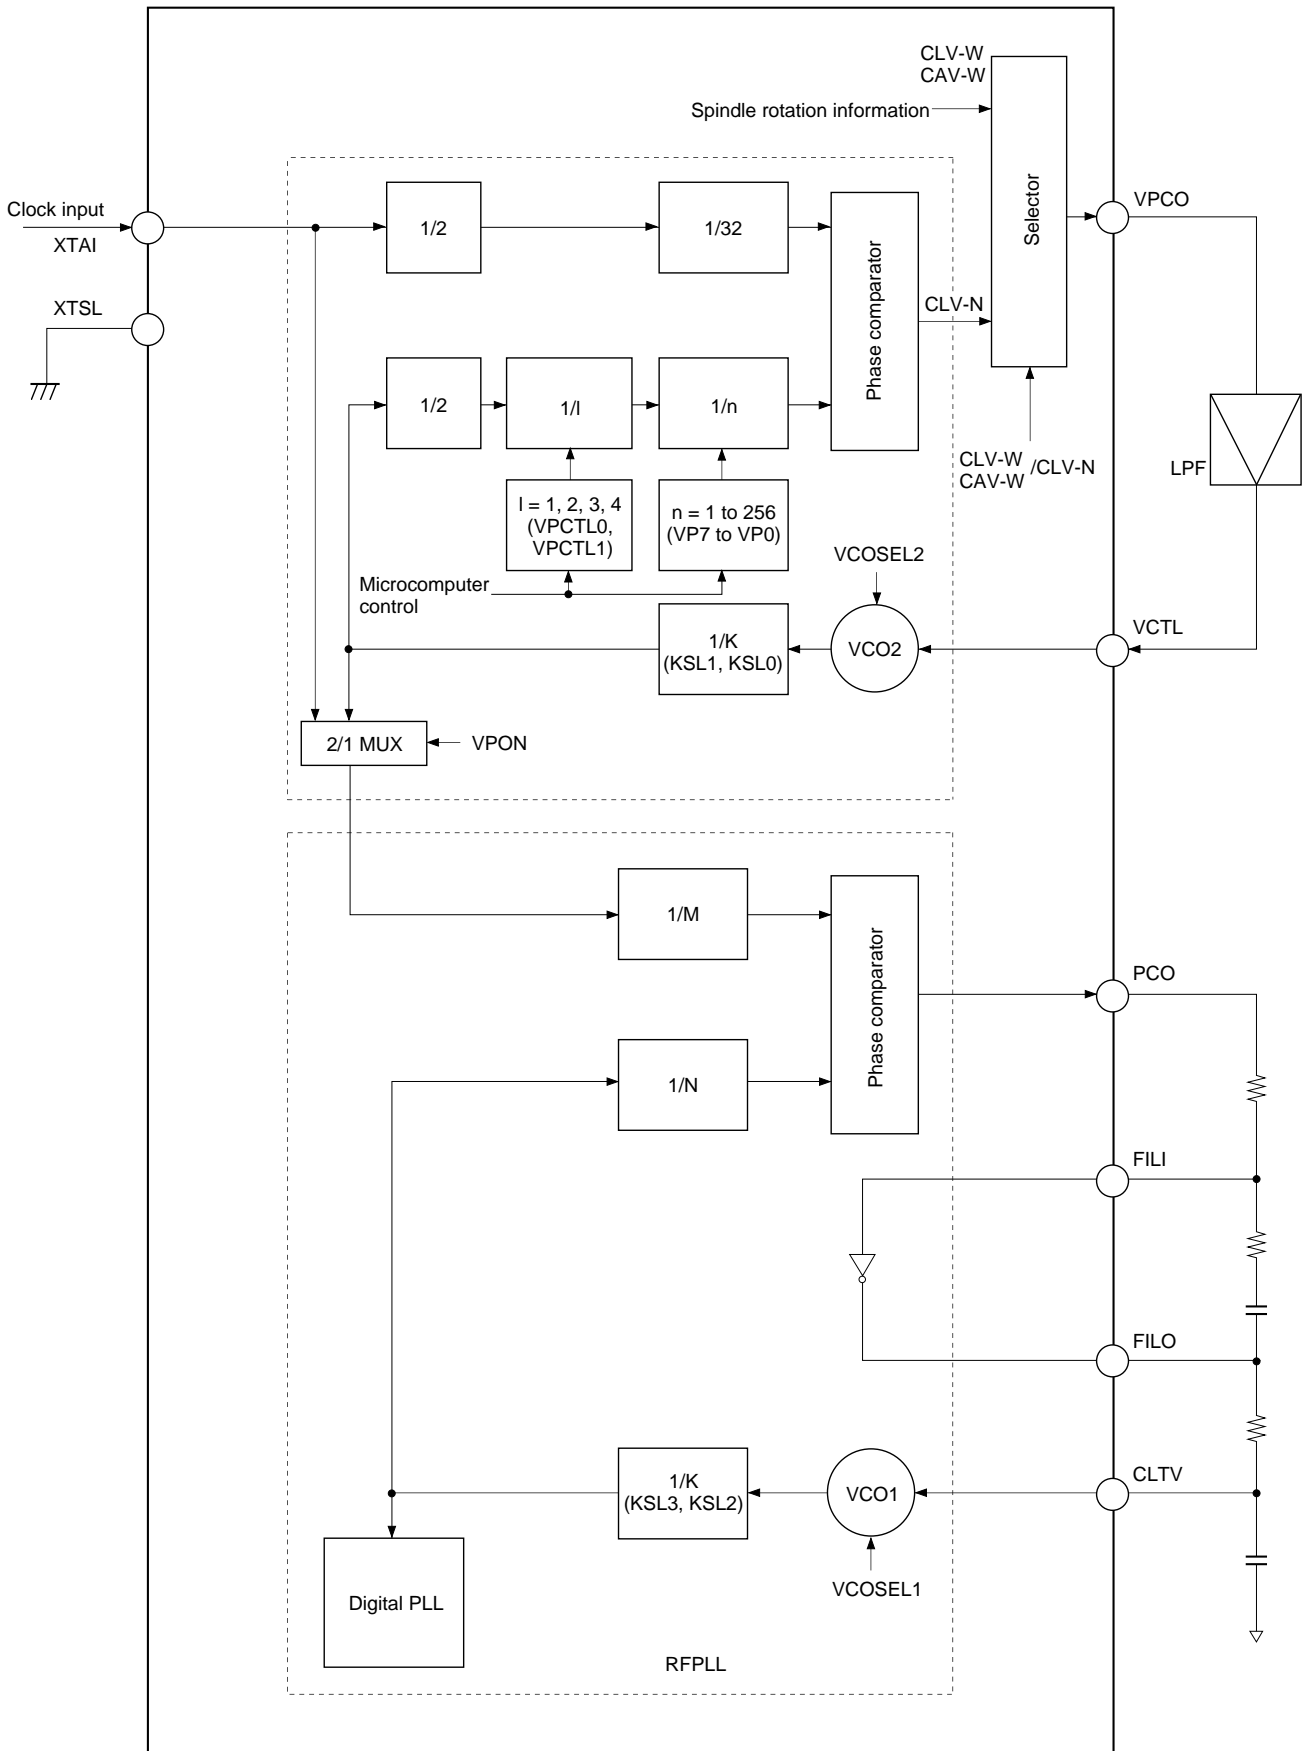 CLV-W
CAV-W
Spindle rotation information
Selector
Clock input
XTAI
XTSL
1/2
1/32
Phase comparator
CLV-N
VPCO
1/2
1/l
1/n
l = 1, 2, 3, 4
(VPCTL0,
VPCTL1)
n = 1 to 256
(VP7 to VP0)
CLV-W
CAV-W
/CLV-N
LPF
Microcomputer
control
VCOSEL2
1/K
(KSL1, KSL0)
VCO2
VCTL
2/1 MUX
VPON
1/M
Phase comparator
PCO
1/N
FILI
FILO
1/K
(KSL3, KSL2)
VCO1
CLTV
VCOSEL1
Digital PLL
RFPLL